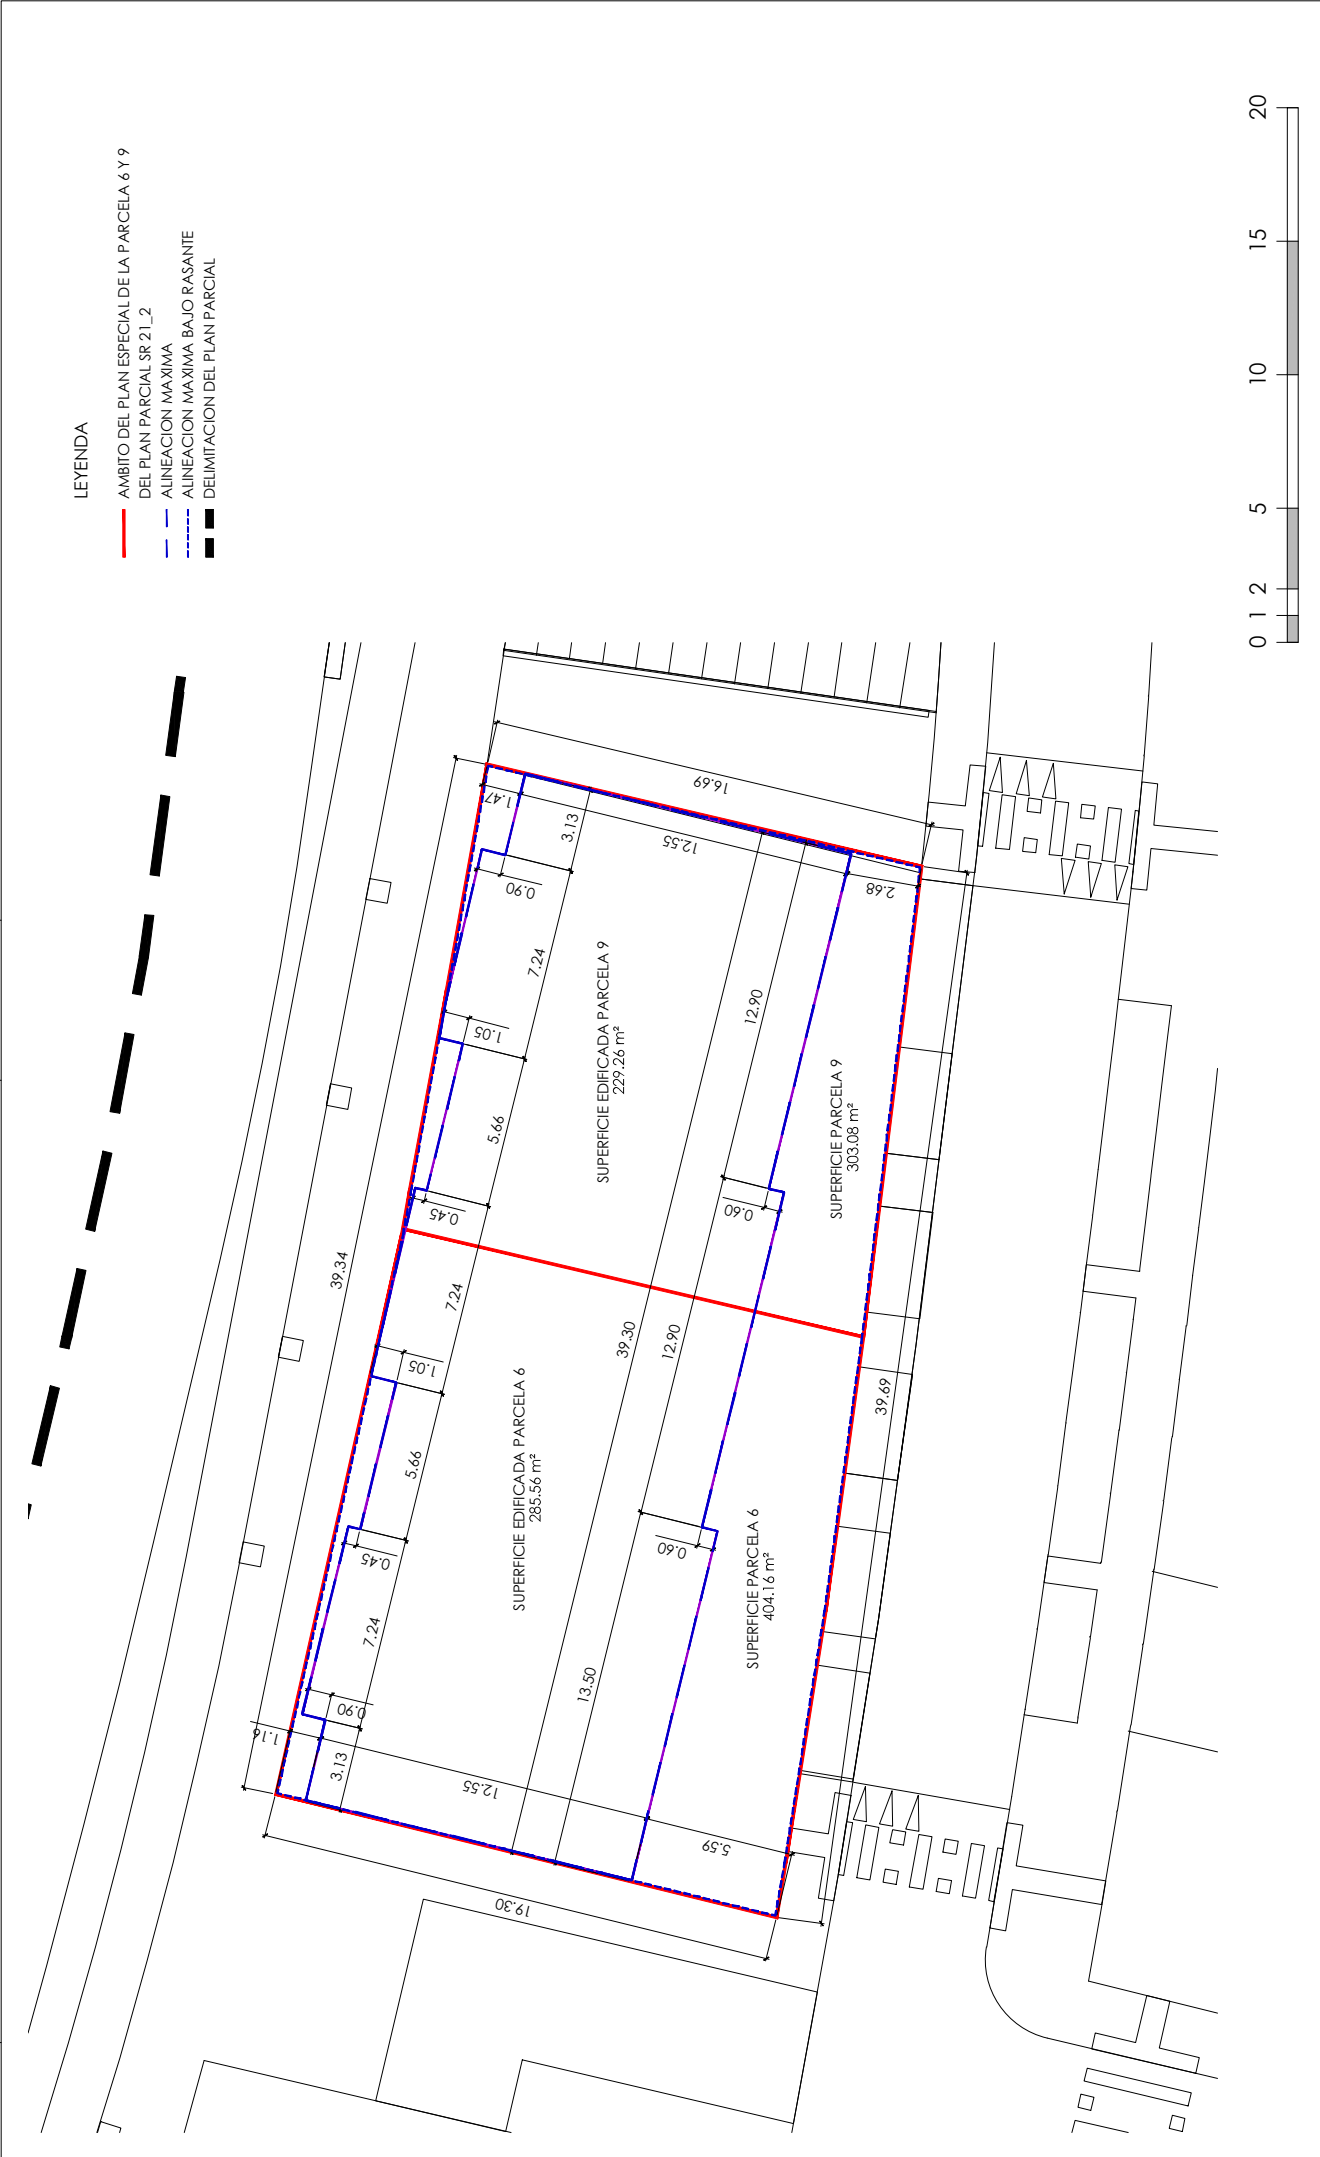 LEYENDA
AMBITO DEL PLAN ESPECIAL DE LA PARCELA 6 Y 9
DEL PLAN PARCIAL SR 21_2
ALINEACION MAXIMA
ALINEACION MAXIMA BAJO RASANTE
DELIMITACION DEL PLAN PARCIAL
39.34
1.16
0.90
3.13
7.24
0.45
5.66
1.05
7.24
0.45
5.66
1.05
7.24
0.90
3.13
1.47
16.69
12.55
2.68
SUPERFICIE EDIFICADA PARCELA 9
229.26 m²
SUPERFICIE PARCELA 9
303.08 m²
SUPERFICIE EDIFICADA PARCELA 6
285.56 m²
SUPERFICIE PARCELA 6
404.16 m²
39.30
12.90
12.90
13.50
0.60
0.60
12.55
5.59
19.30
39.69
0 1 2 5 10 15 20